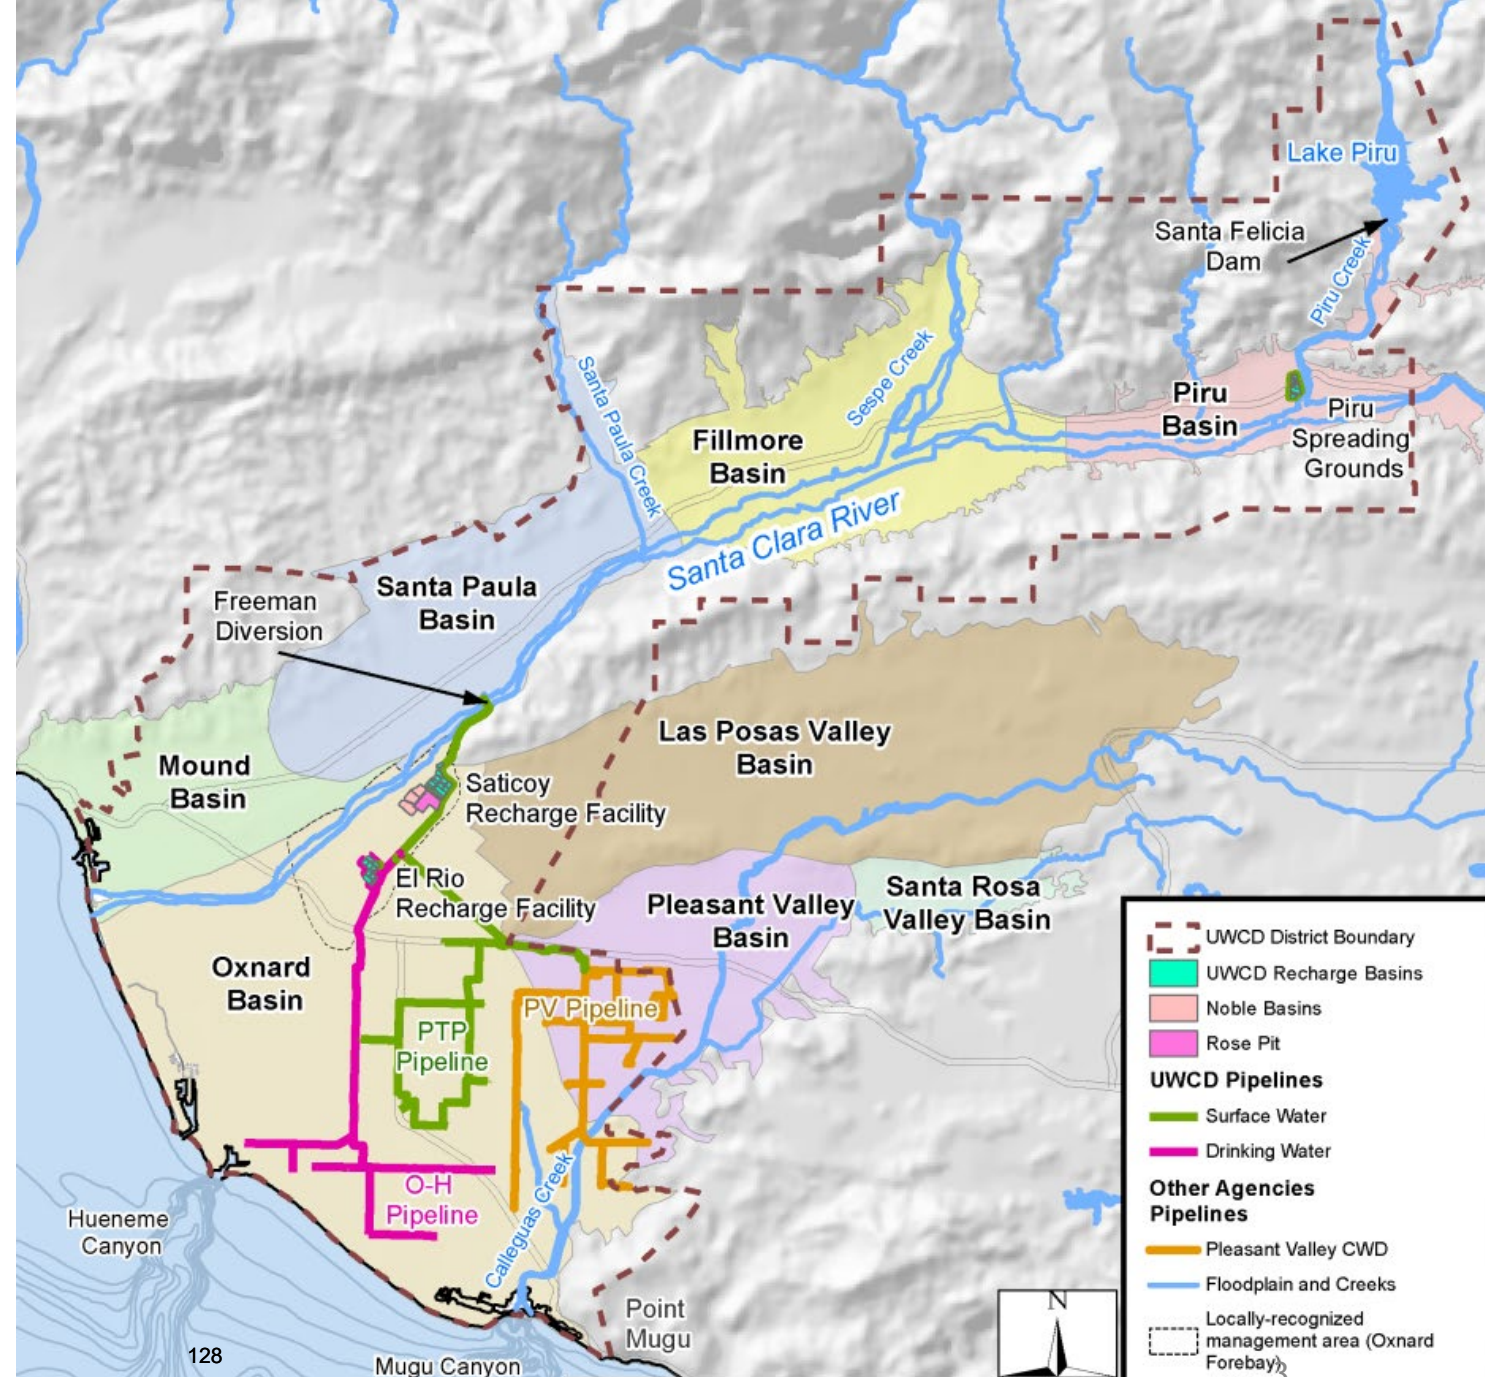 Lake Piru
Santa Felicia
Dam
Piru Creek
Santa Paula Creek
Sespe Creek
Piru
Basin
Piru
Spreading
Grounds
Fillmore
Basin
Santa Clara River
Santa Paula
Basin
Freeman
Diversion
Las Posas Valley
Basin
Mound
Basin
Saticoy
Recharge Facility
El Rio
Recharge Facility
Pleasant Valley
Basin
Santa Rosa
Valley Basin
Oxnard
Basin
PV Pipeline
PTP
Pipeline
O-H
Pipeline
Calleguas Creek
Hueneme
Canyon
Point
Mugu
Mugu Canyon
128
N
UWCD District Boundary
UWCD Recharge Basins
Noble Basins
Rose Pit
UWCD Pipelines
Surface Water
Drinking Water
Other Agencies
Pipelines
Pleasant Valley CWD
Floodplain and Creeks
Locally-recognized
management area (Oxnard
Forebay)